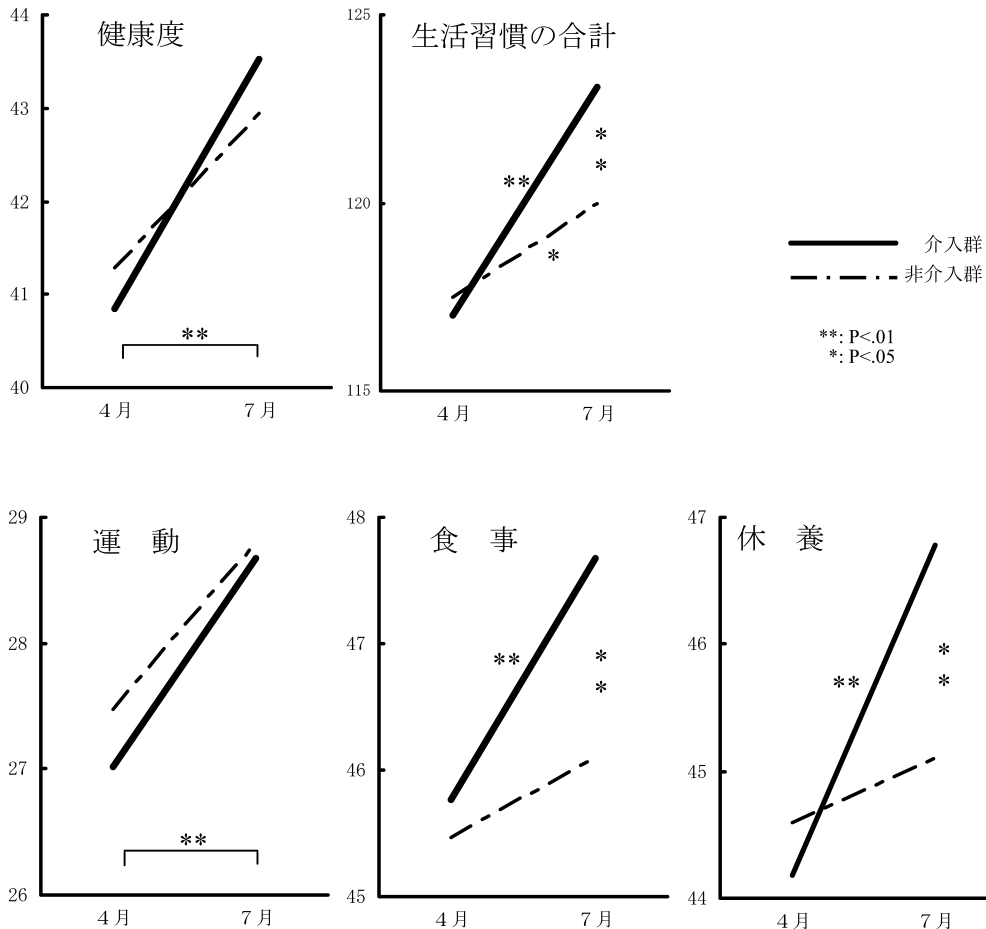 健康度
44
43
42
41
40
**
4月
7月
生活習慣の合計
125
120
115
**
*
*
*
4月
7月
介入群
非介入群
**: P<.01
*: P<.05
運 動
29
28
27
26
**
4月
7月
食 事
48
47
46
45
**
*
*
4月
7月
休 養
47
46
45
44
**
*
*
4月
7月